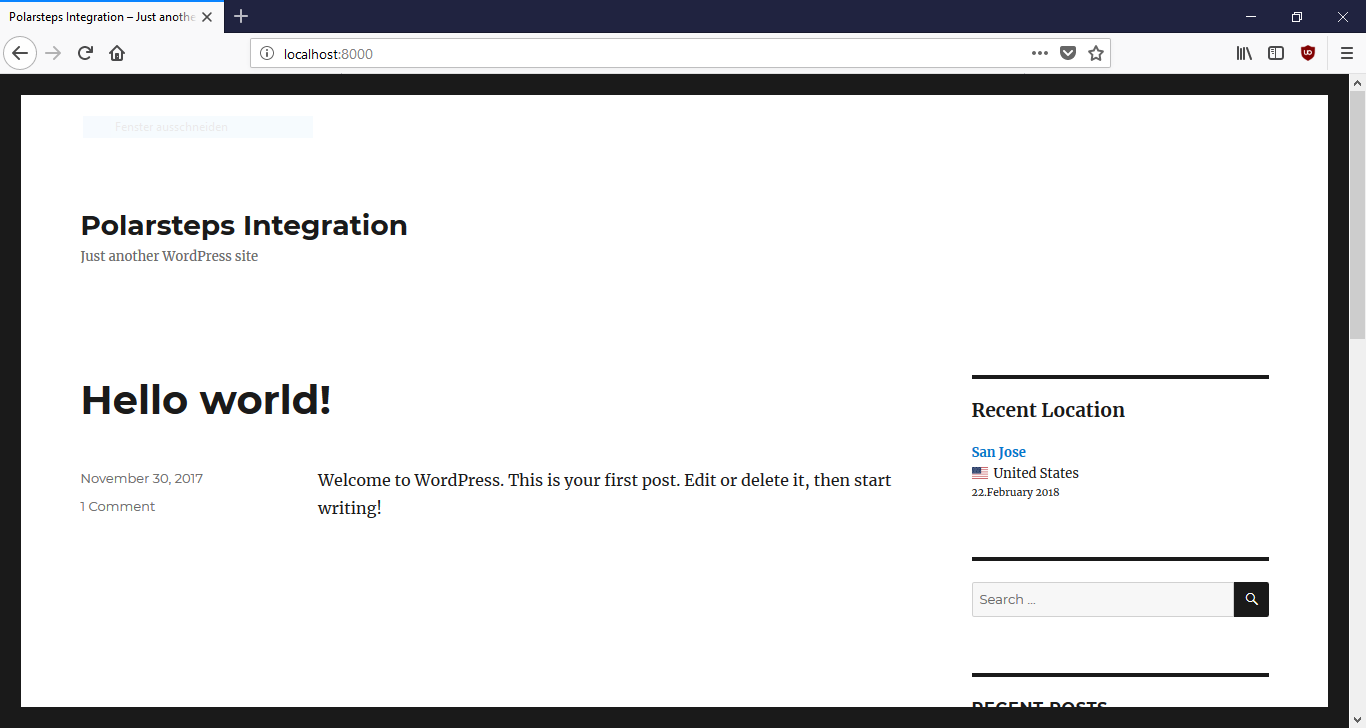 Polarsteps Integration – Just anothe
localhost:8000
Fenster ausschneiden
Polarsteps Integration
Just another WordPress site
Hello world!
November 30, 2017
1 Comment
Welcome to WordPress. This is your first post. Edit or delete it, then start
writing!
Recent Location
San Jose
United States
22.February 2018
Search ...
RECENT POSTS